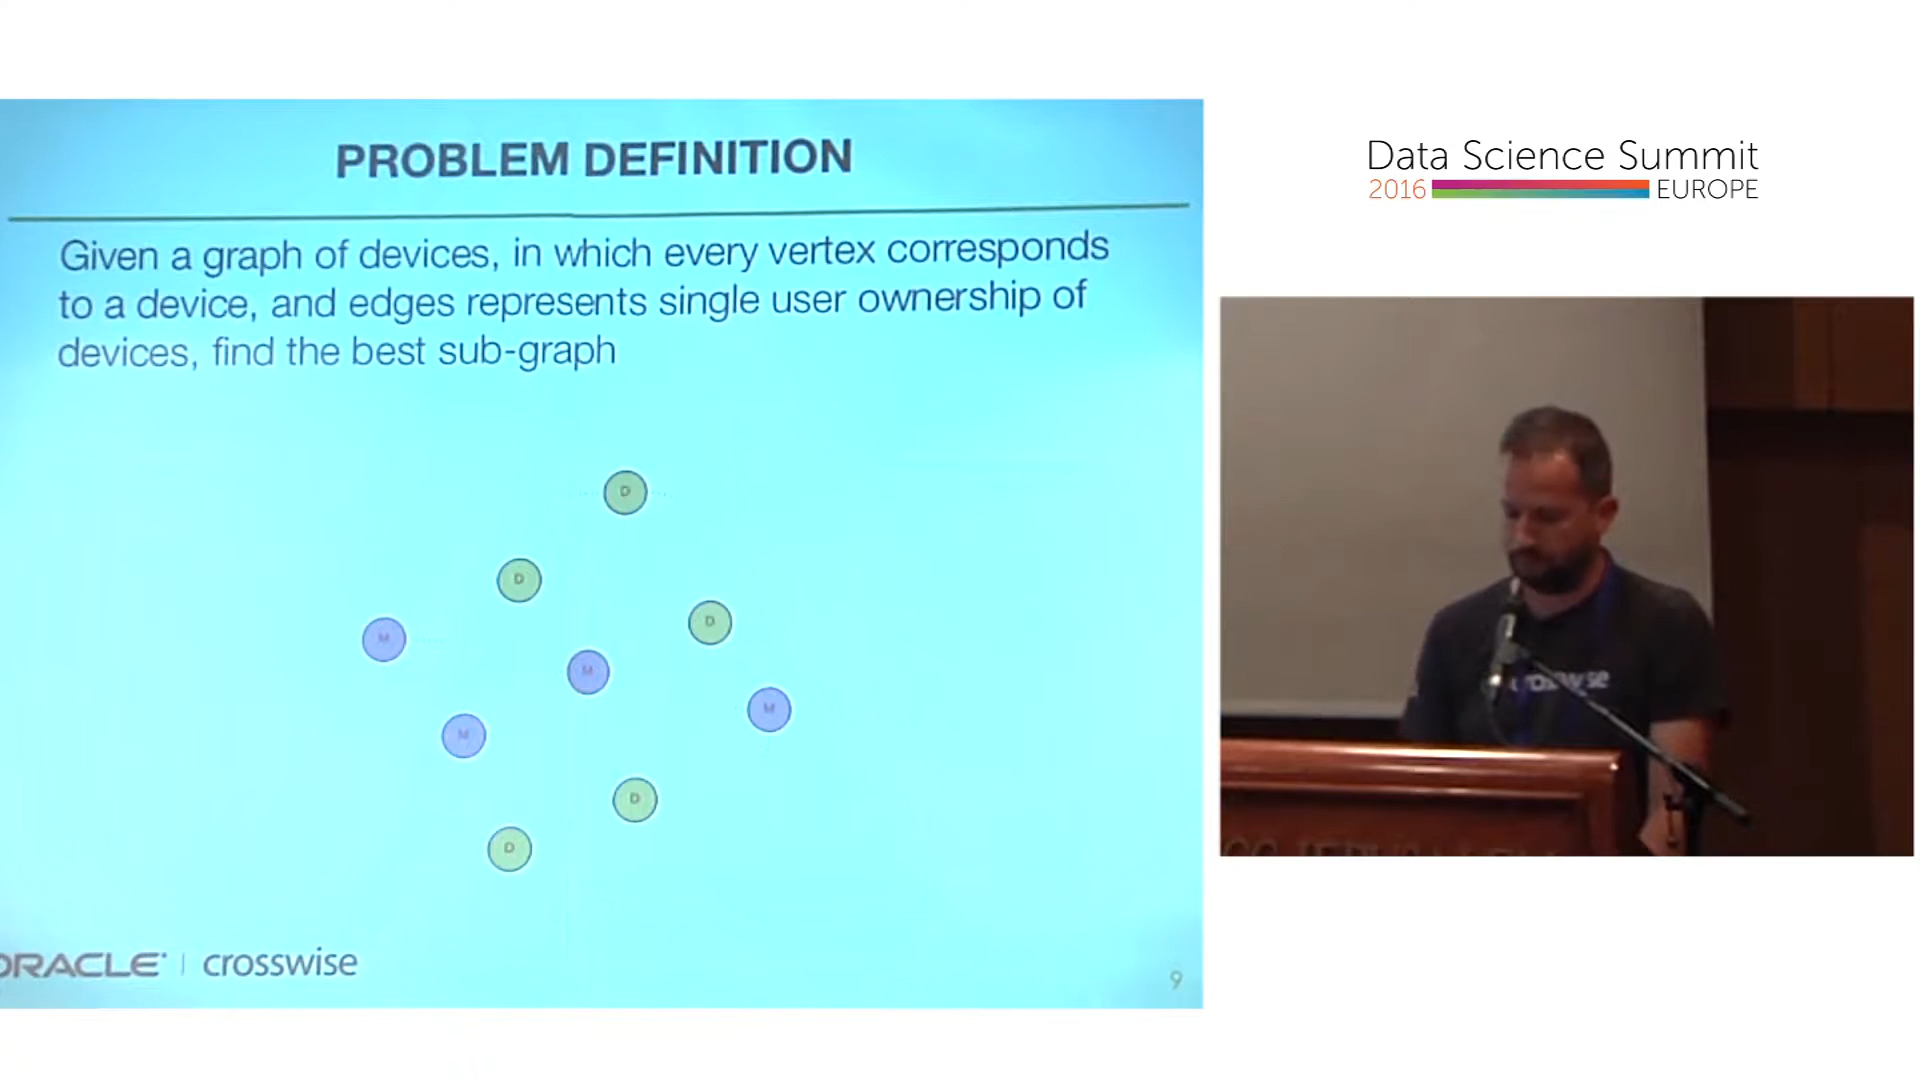 PROBLEM DEFINITION
Given a graph of devices, in which every vertex corresponds
to a device, and edges represents single user ownership of
devices, find the best sub-graph
D
D
D
M
M
M
M
D
D
ORACLE | crosswise
9
Data Science Summit
2016 EUROPE
crosswise